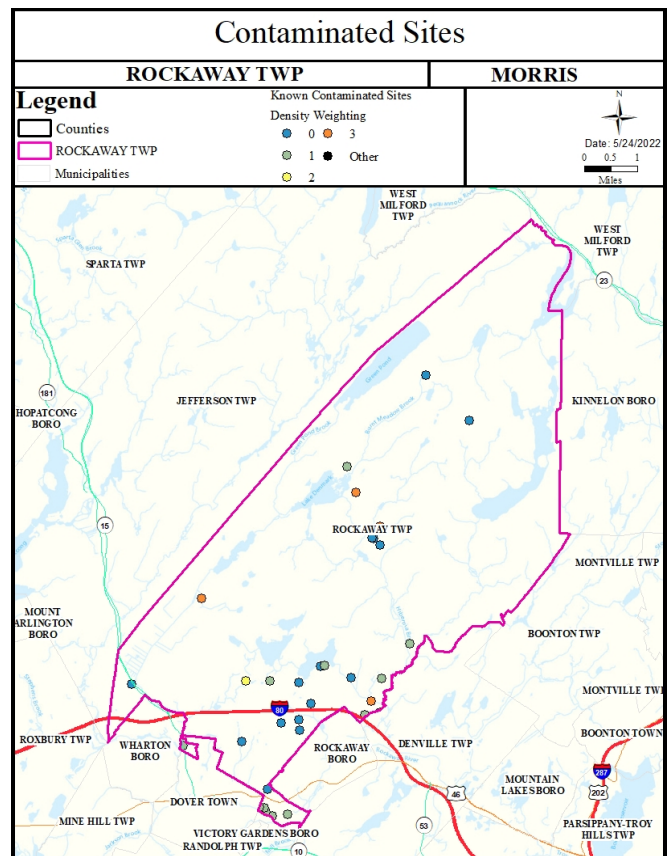 Contaminated Sites
ROCKAWAY TWP
MORRIS
Legend
Counties
ROCKAWAY TWP
Municipalities
Known Contaminated Sites
Density Weighting
0
3
1
Other
2
N
Date: 5/24/2022
0 0.5 1
Miles
WEST
MILFORD
TWP
WEST
MILFORD
TWP
SPARTA TWP
23
181
JEFFERSON TWP
KINNELON BORO
HOPATCONG
BORO
Green Pond
15
ROCKAWAY TWP
MONTVILLE TWP
MOUNT
ARLINGTON
BORO
BOONTON TWP
MONTVILLE TWP
80
ROXBURY TWP
WHARTON
BORO
ROCKAWAY
BORO
DENVILLE TWP
BOONTON TOWN
287
MOUNTAIN
LAKES BORO
202
46
DOVER TOWN
MINE HILL TWP
VICTORY GARDENS BORO
RANDOLPH TWP
53
10
PARSIPPANY-TROY
HILLS TWP